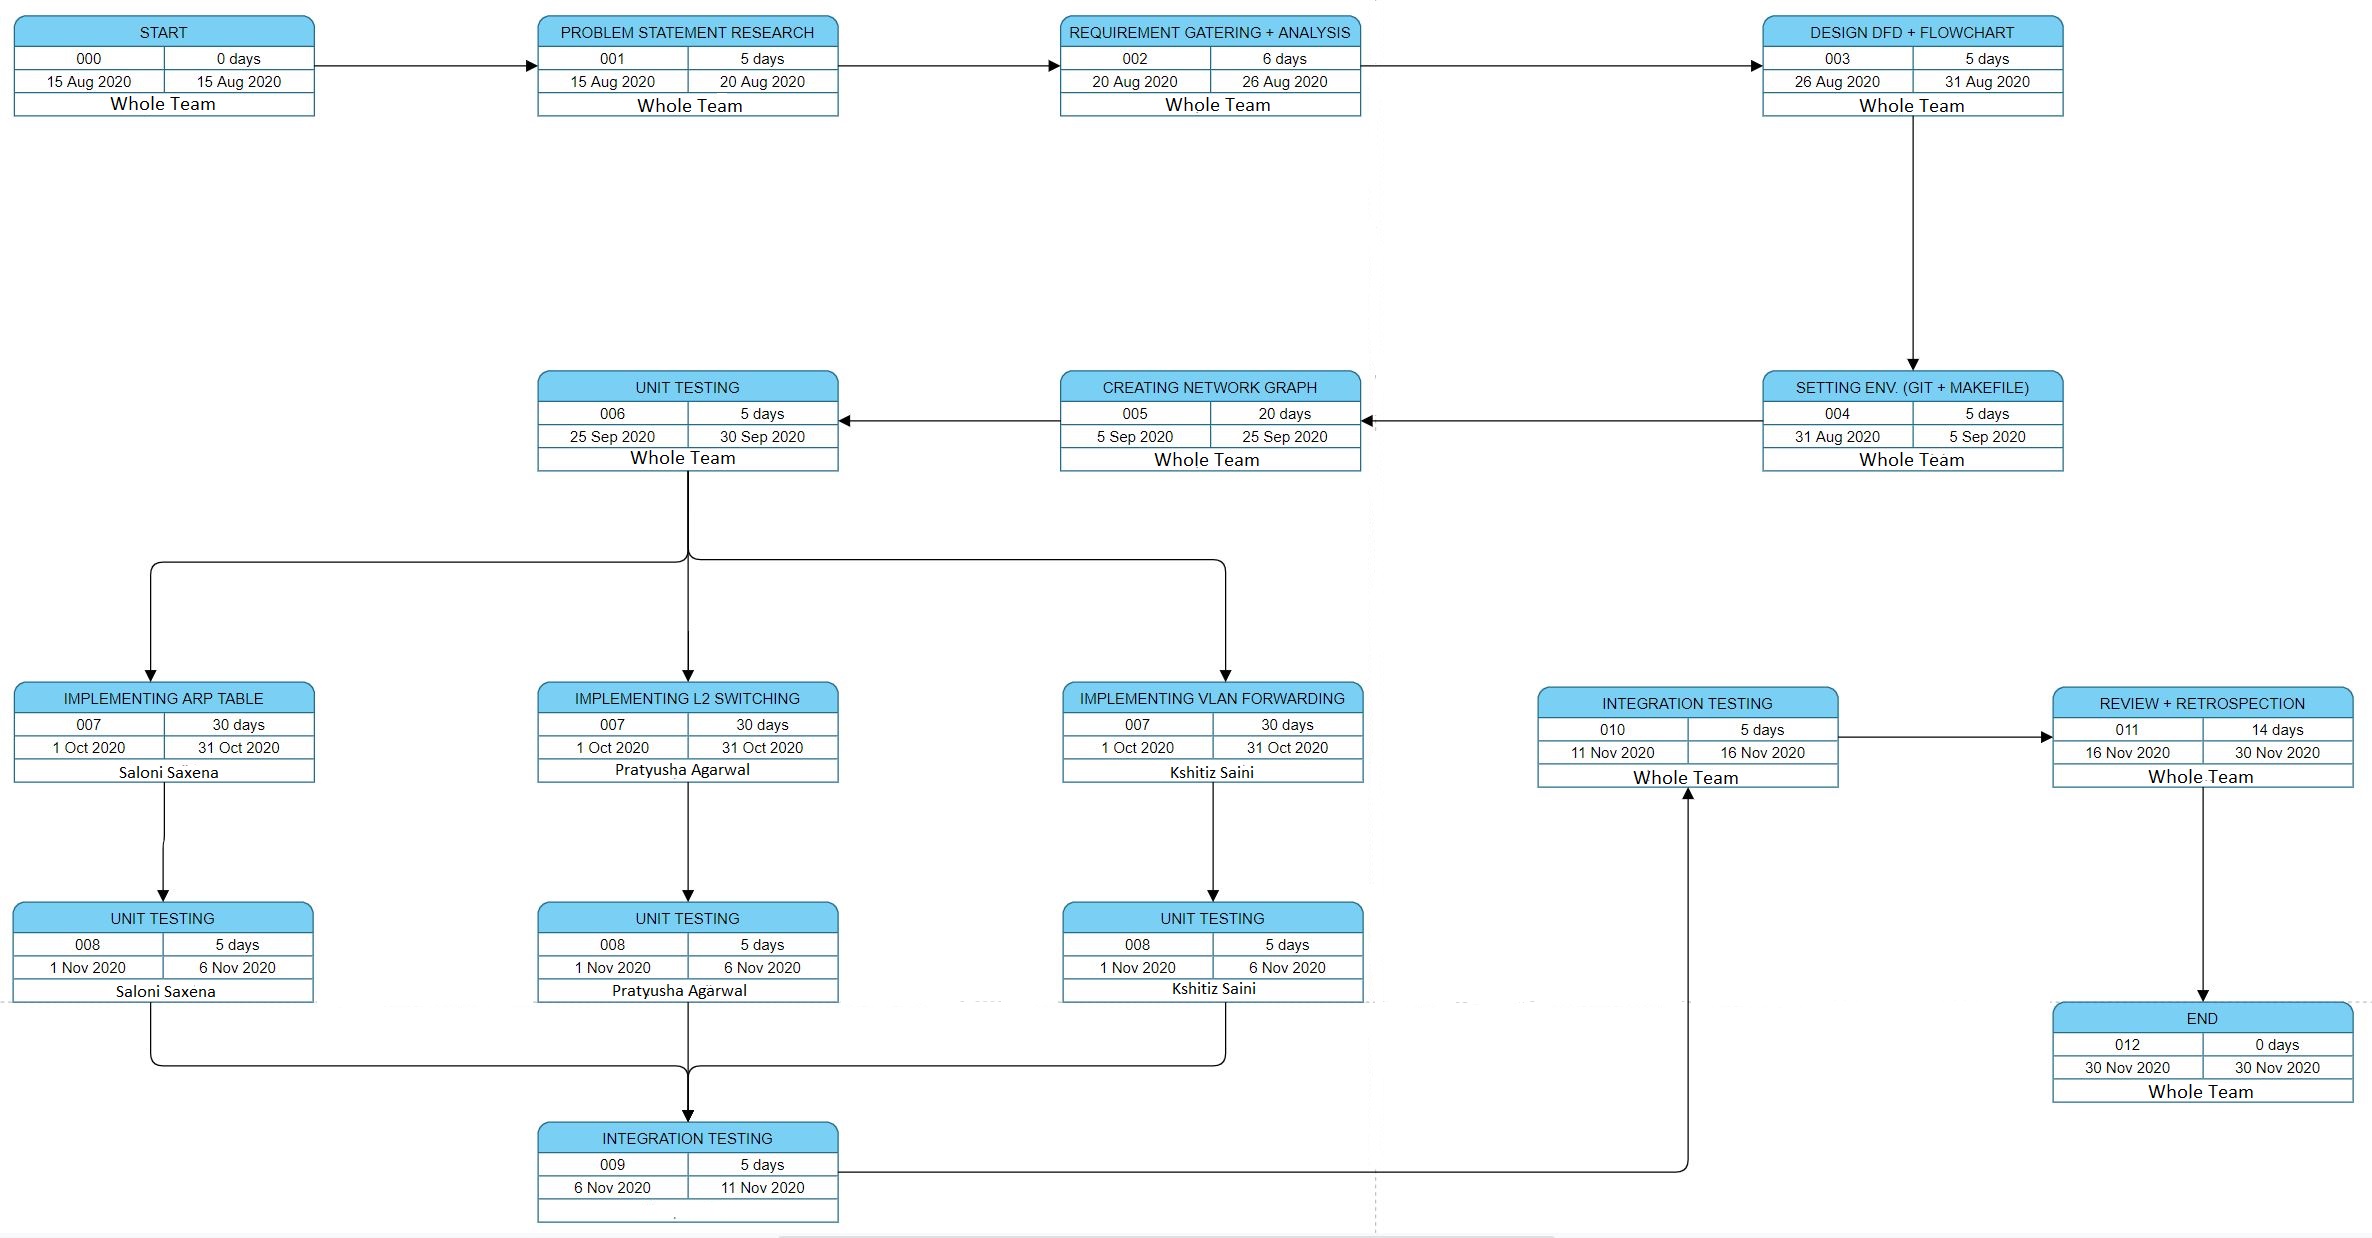 START
000 0 days
15 Aug 2020 15 Aug 2020
Whole Team
PROBLEM STATEMENT RESEARCH
001 5 days
15 Aug 2020 20 Aug 2020
Whole Team
REQUIREMENT GATERING + ANALYSIS
002 6 days
20 Aug 2020 26 Aug 2020
Whole Team
DESIGN DFD + FLOWCHART
003 5 days
26 Aug 2020 31 Aug 2020
Whole Team
UNIT TESTING
006 5 days
25 Sep 2020 30 Sep 2020
Whole Team
CREATING NETWORK GRAPH
005 20 days
5 Sep 2020 25 Sep 2020
Whole Team
SETTING ENV. (GIT + MAKEFILE)
004 5 days
31 Aug 2020 5 Sep 2020
Whole Team
IMPLEMENTING ARP TABLE
007 30 days
1 Oct 2020 31 Oct 2020
Saloni Saxena
IMPLEMENTING L2 SWITCHING
007 30 days
1 Oct 2020 31 Oct 2020
Pratyusha Agarwal
IMPLEMENTING VLAN FORWARDING
007 30 days
1 Oct 2020 31 Oct 2020
Kshitiz Saini
INTEGRATION TESTING
010 5 days
11 Nov 2020 16 Nov 2020
Whole Team
REVIEW + RETROSPECTION
011 14 days
16 Nov 2020 30 Nov 2020
Whole Team
UNIT TESTING
008 5 days
1 Nov 2020 6 Nov 2020
Saloni Saxena
UNIT TESTING
008 5 days
1 Nov 2020 6 Nov 2020
Pratyusha Agarwal
UNIT TESTING
008 5 days
1 Nov 2020 6 Nov 2020
Kshitiz Saini
END
012 0 days
30 Nov 2020 30 Nov 2020
Whole Team
INTEGRATION TESTING
009 5 days
6 Nov 2020 11 Nov 2020